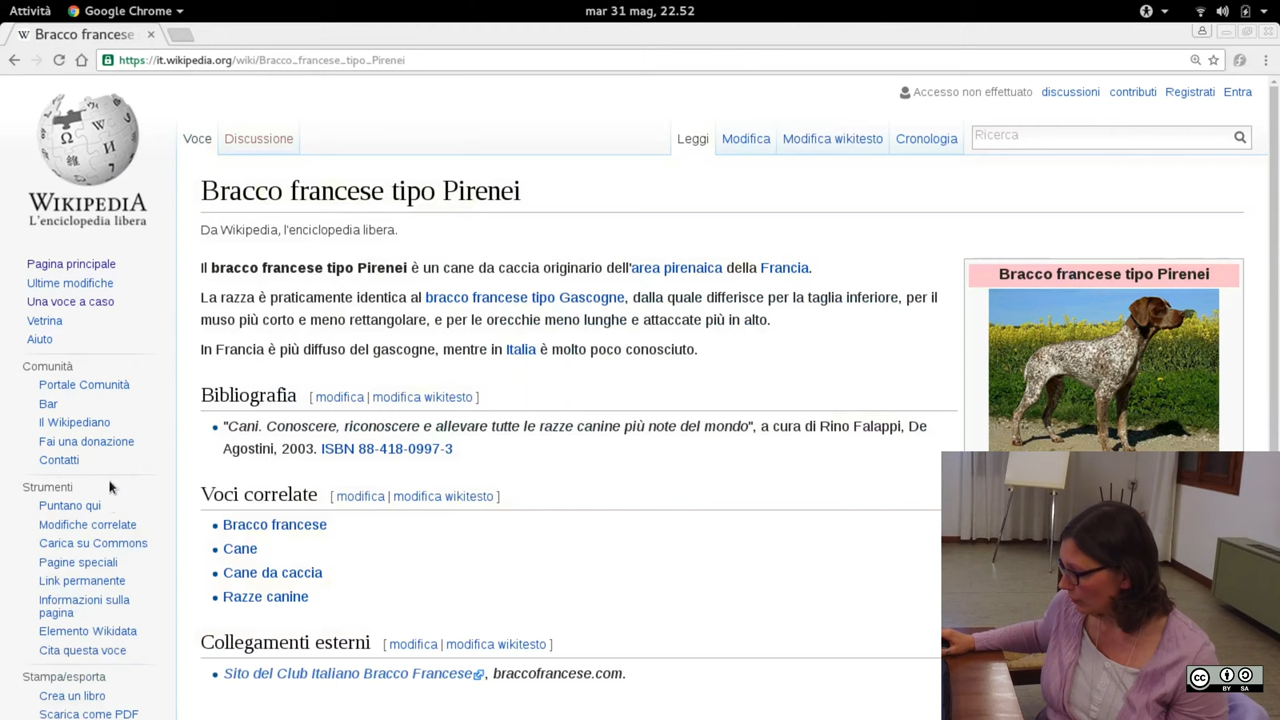 Attività Google Chrome mar 31 mag, 22.52
Bracco francese
https://it.wikipedia.org/wiki/Bracco_francese_tipo_Pirenei
Accesso non effettuato discussioni contributi Registrati Entra
Voce Discussione Leggi Modifica Modifica wikitesto Cronologia Ricerca
WIKIPEDIA
L'enciclopedia libera
Pagina principale
Ultime modifiche
Una voce a caso
Vetrina
Aiuto
Comunità
Portale Comunità
Bar
Il Wikipediano
Fai una donazione
Contatti
Strumenti
Puntano qui
Modifiche correlate
Carica su Commons
Pagine speciali
Link permanente
Informazioni sulla
pagina
Elemento Wikidata
Cita questa voce
Stampa/esporta
Crea un libro
Scarica come PDF
Bracco francese tipo Pirenei
Da Wikipedia, l'enciclopedia libera.
Il bracco francese tipo Pirenei è un cane da caccia originario dell'area pirenaica della Francia.
La razza è praticamente identica al bracco francese tipo Gascogne, dalla quale differisce per la taglia inferiore, per il
muso più corto e meno rettangolare, e per le orecchie meno lunghe e attaccate più in alto.
In Francia è più diffuso del gascogne, mentre in Italia è molto poco conosciuto.
Bibliografia [ modifica | modifica wikitesto ]
"Cani. Conoscere, riconoscere e allevare tutte le razze canine più note del mondo", a cura di Rino Falappi, De
Agostini, 2003. ISBN 88-418-0997-3
Voci correlate [ modifica | modifica wikitesto ]
Bracco francese
Cane
Cane da caccia
Razze canine
Collegamenti esterni [ modifica | modifica wikitesto ]
Sito del Club Italiano Bracco Francese, braccofrancese.com.
Bracco francese tipo Pirenei
CC BY SA